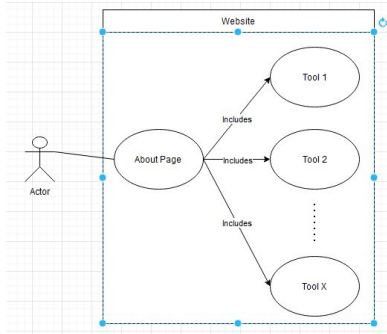 Website
Tool 1
Includes
About Page
Includes
Tool 2
Actor
Includes
Tool X